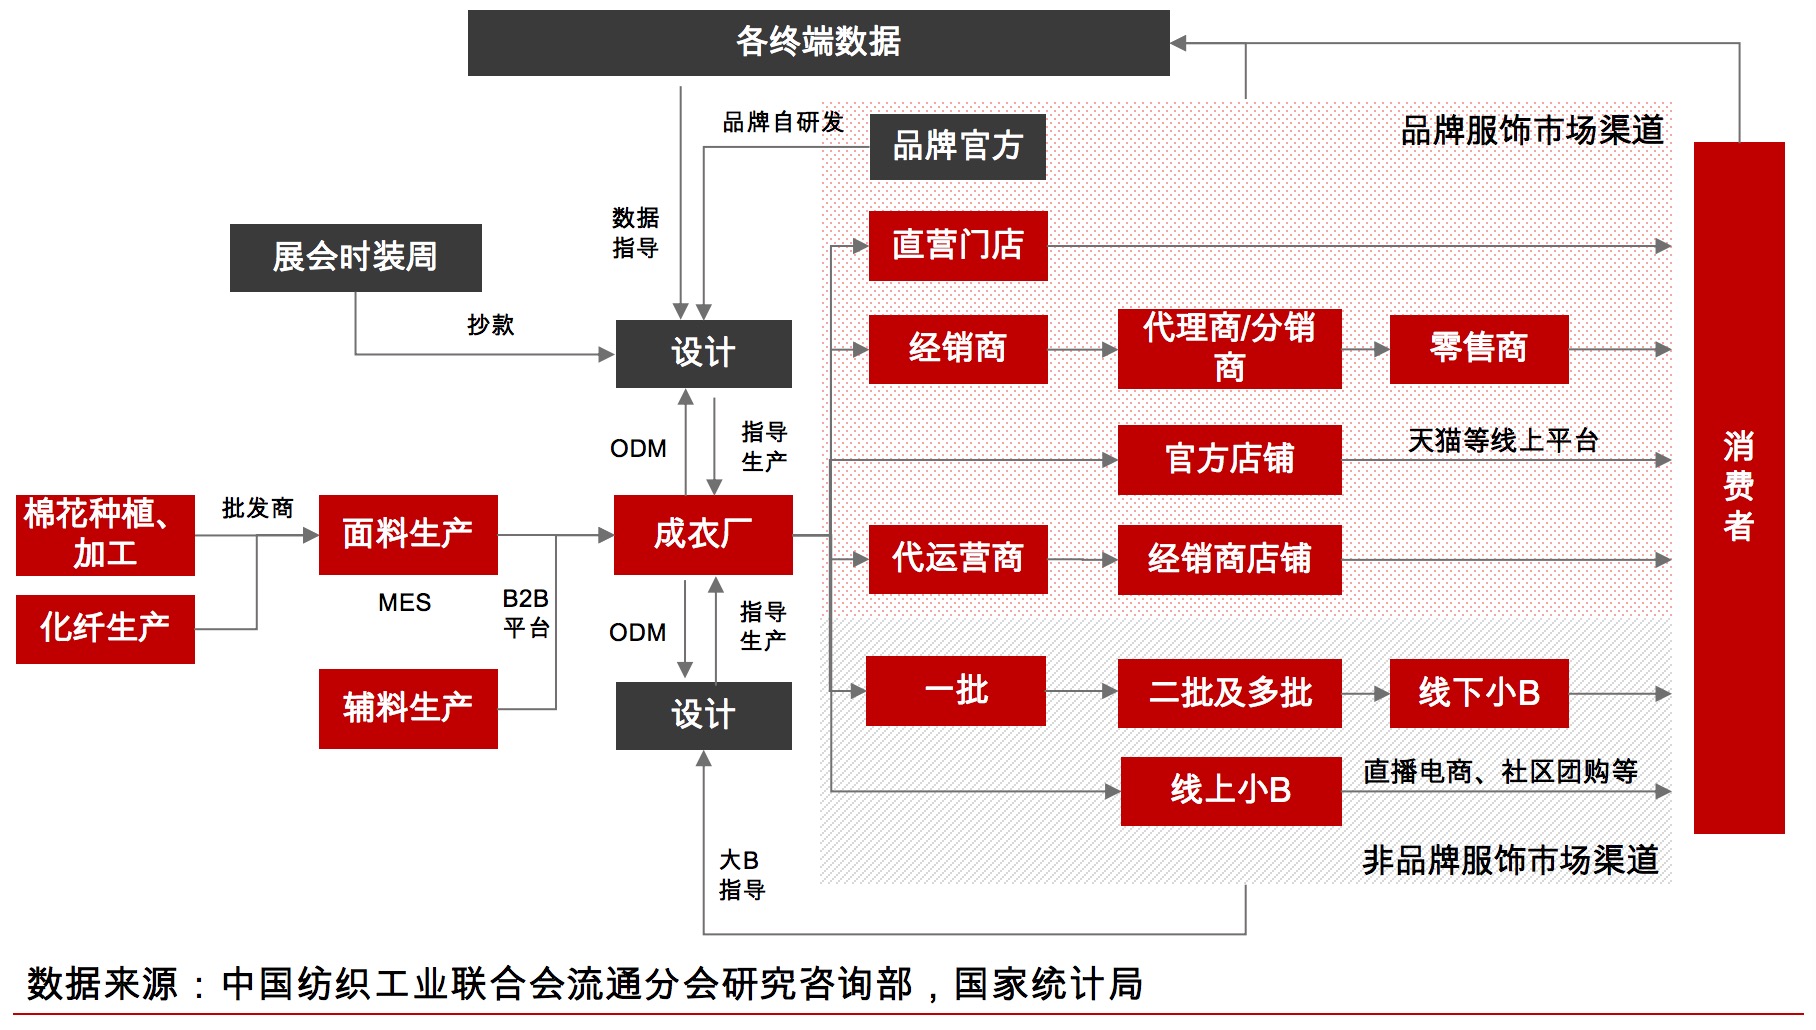 各终端数据
品牌自研发
品牌官方
品牌服饰市场渠道
数据
指导
直营门店
展会时装周
抄款
设计
经销商
代理商/分销
商
零售商
ODM
指导
生产
官方店铺
天猫等线上平台
消
费
者
棉花种植、
加工
批发商
面料生产
成衣厂
代运营商
经销商店铺
化纤生产
MES
B2B
平台
ODM
指导
生产
辅料生产
设计
一批
二批及多批
线下小B
线上小B
直播电商、社区团购等
大B
指导
非品牌服饰市场渠道
数据来源：中国纺织工业联合会流通分会研究咨询部，国家统计局